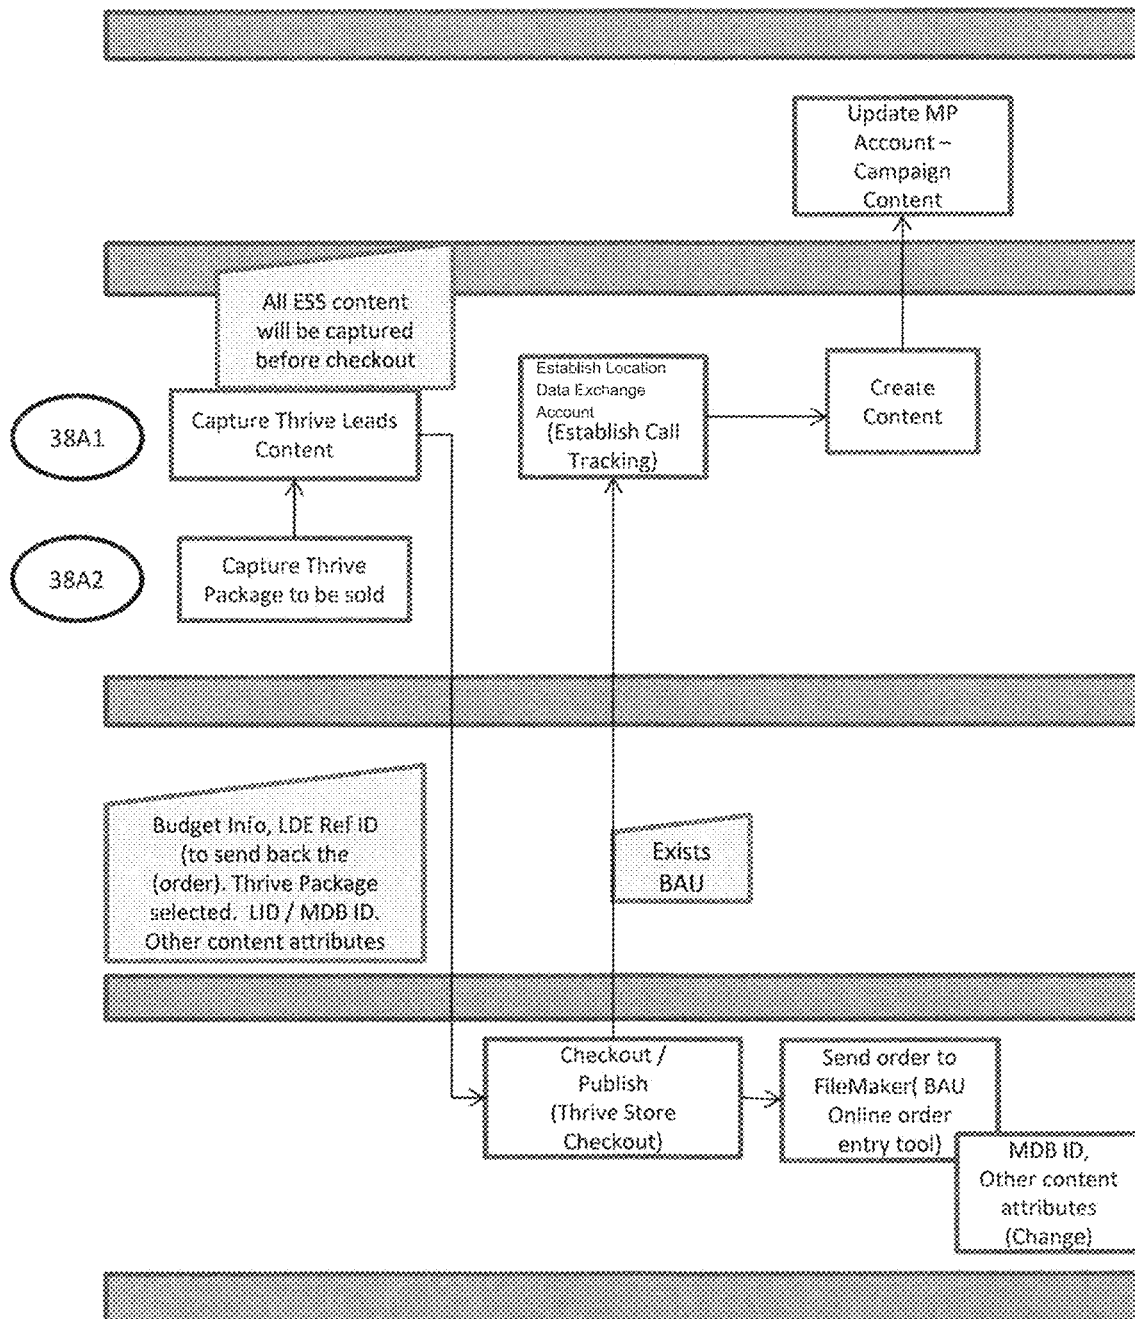 Update MP
Account –
Campaign
Content
All ESS content
will be captured
before checkout
Establish Location
Data Exchange
Account
(Establish Call
Tracking)
Create
Content
38A1
Capture Thrive Leads
Content
38A2
Capture Thrive
Package to be sold
Budget Info, LDE Ref ID
(to send back the
(order). Thrive Package
selected. LID / MDB ID.
Other content attributes
Exists
BAU
Checkout /
Publish
(Thrive Store
Checkout)
Send order to
FileMaker( BAU
Online order
entry tool)
MDB ID,
Other content
attributes
(Change)